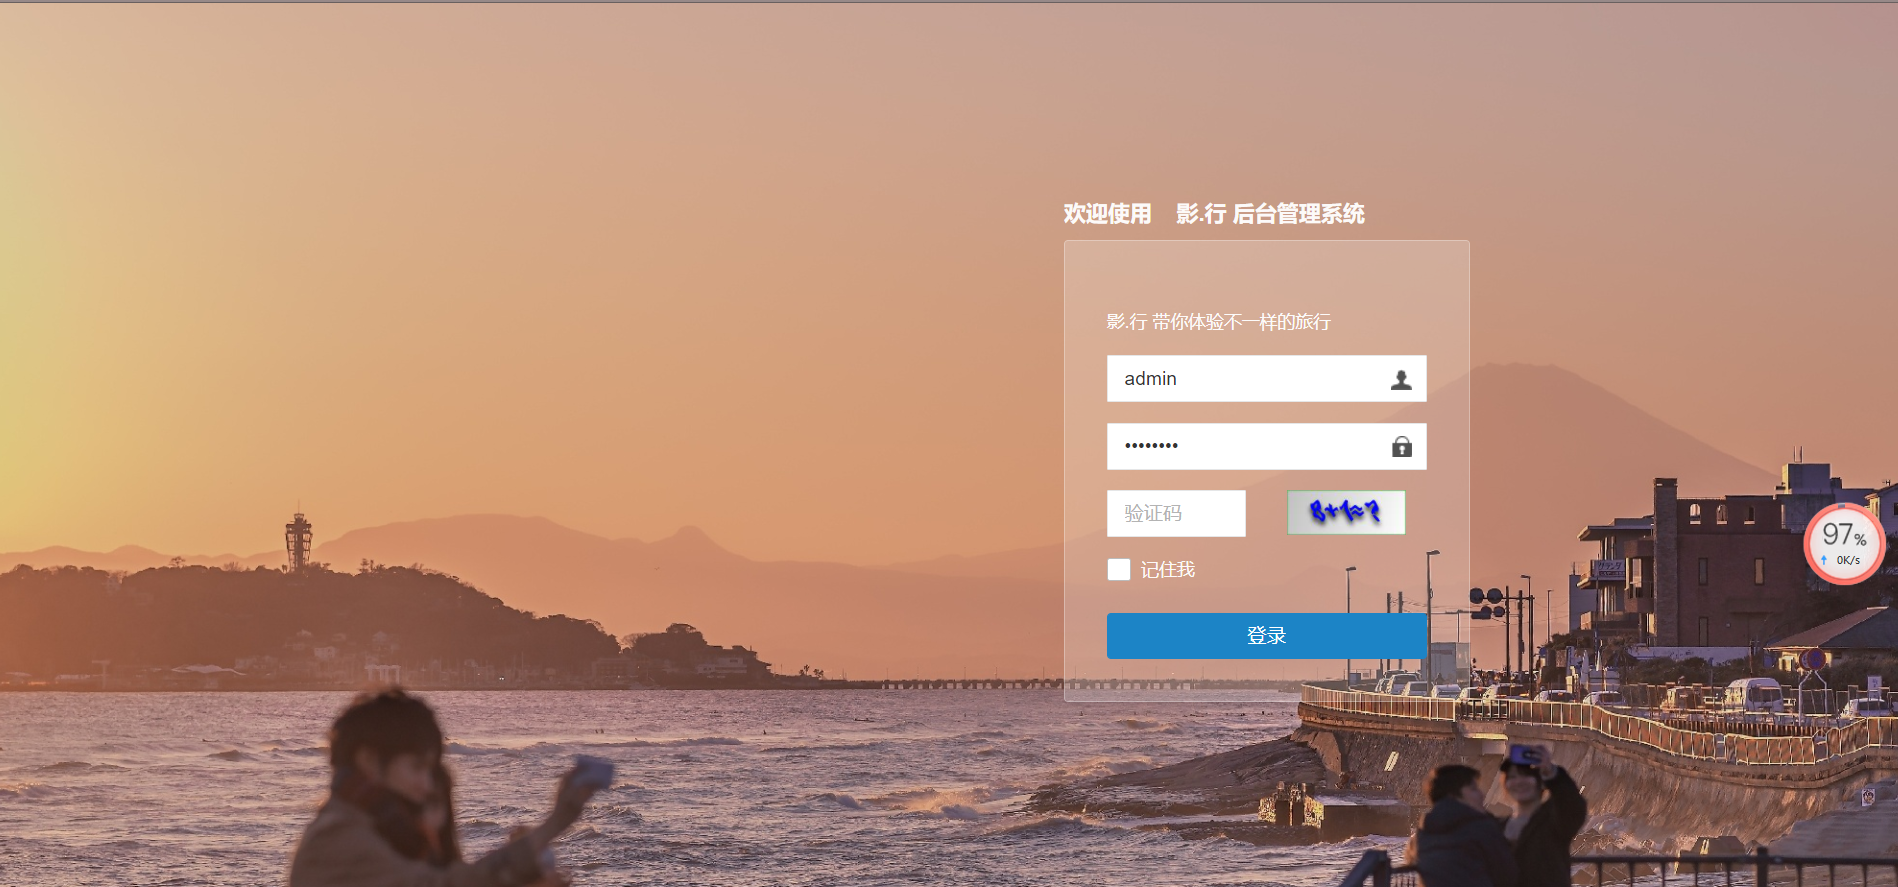 欢迎使用 影.行 后台管理系统
影.行 带你体验不一样的旅行
admin
••••••••
验证码
8+1=?
记住我
登录
97%
↑ 0K/s